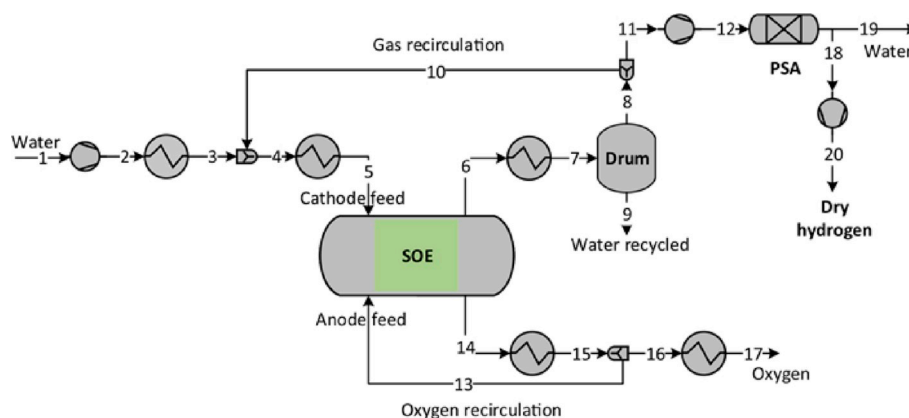 11
12
19
Gas recirculation
18
Water
10
PSA
8
Water
1
2
3
4
5
6
7
Drum
20
Cathode feed
9
Dry
hydrogen
Water recycled
SOE
Anode feed
14
15
16
17
13
Oxygen
Oxygen recirculation